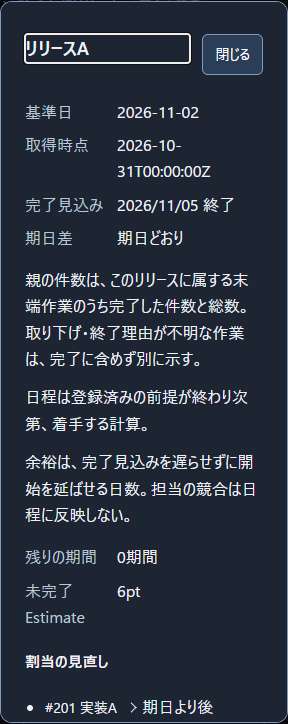 リリースA
閉じる
基準日 2026-11-02
取得時点 2026-10-
31T00:00:00Z
完了見込み 2026/11/05 終了
期日差 期日どおり
親の件数は、このリリースに属する末
端作業のうち完了した件数と総数。
取り下げ・終了理由が不明な作業
は、完了に含めず別に示す。
日程は登録済みの前提が終わり次
第、着手する計算。
余裕は、完了見込みを遅らせずに開
始を延ばせる日数。担当の競合は日
程に反映しない。
残りの期間 0期間
未完了 6pt
Estimate
割当の見直し
• #201 実装A > 期日より後